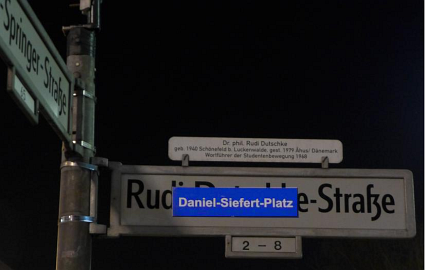 -Springer-Straße
Dr. phil. Rudi Dutschke
geb. 1940 Schönefeld b. Luckenwalde, gest. 1979 Århus/Dänemark
Wortführer der Studentenbewegung 1968
Rudi-Dutschke-Straße
Daniel-Siefert-Platz
2 – 8